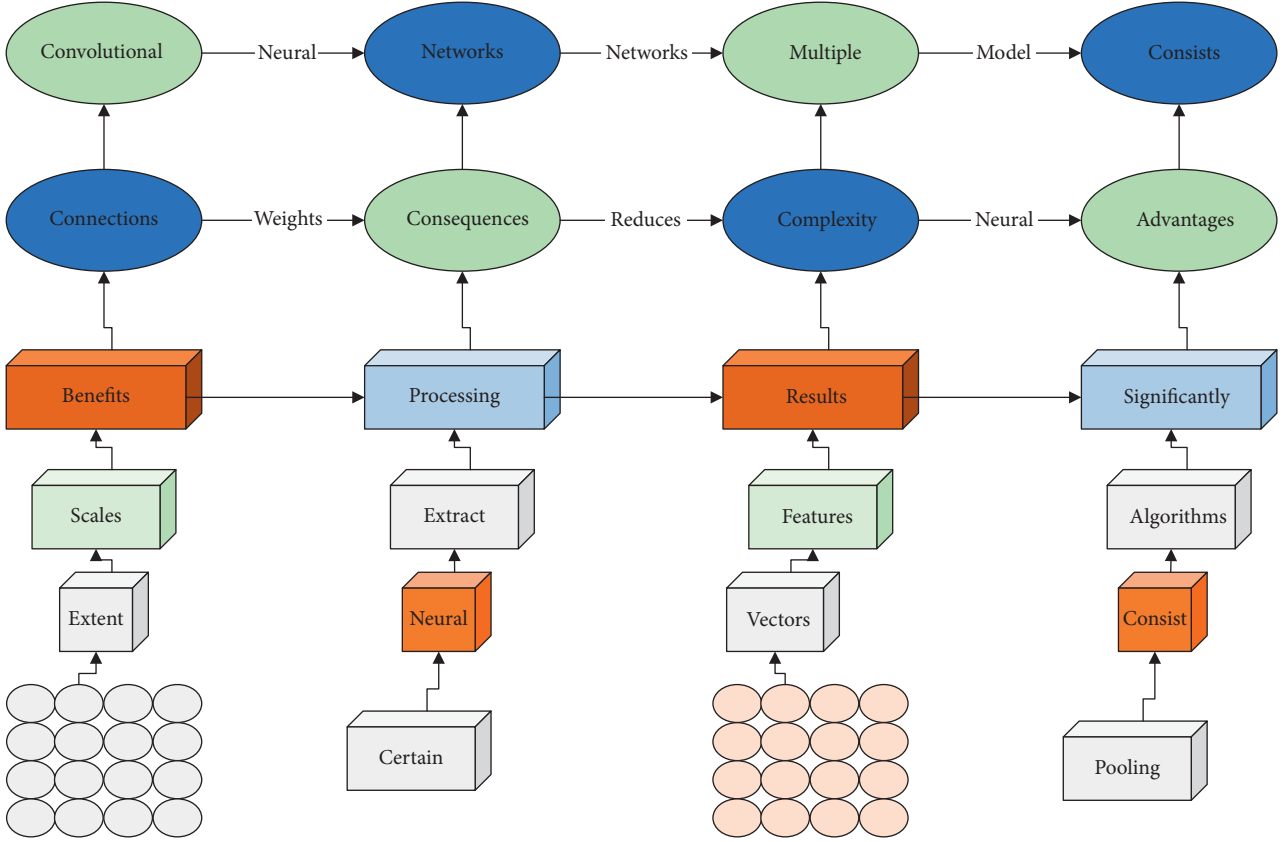 Convolutional
Neural
Networks
Networks
Multiple
Model
Consists
Connections
Weights
Consequences
Reduces
Complexity
Neural
Advantages
Benefits
Processing
Results
Significantly
Scales
Extract
Features
Algorithms
Extent
Neural
Vectors
Consist
Certain
Pooling